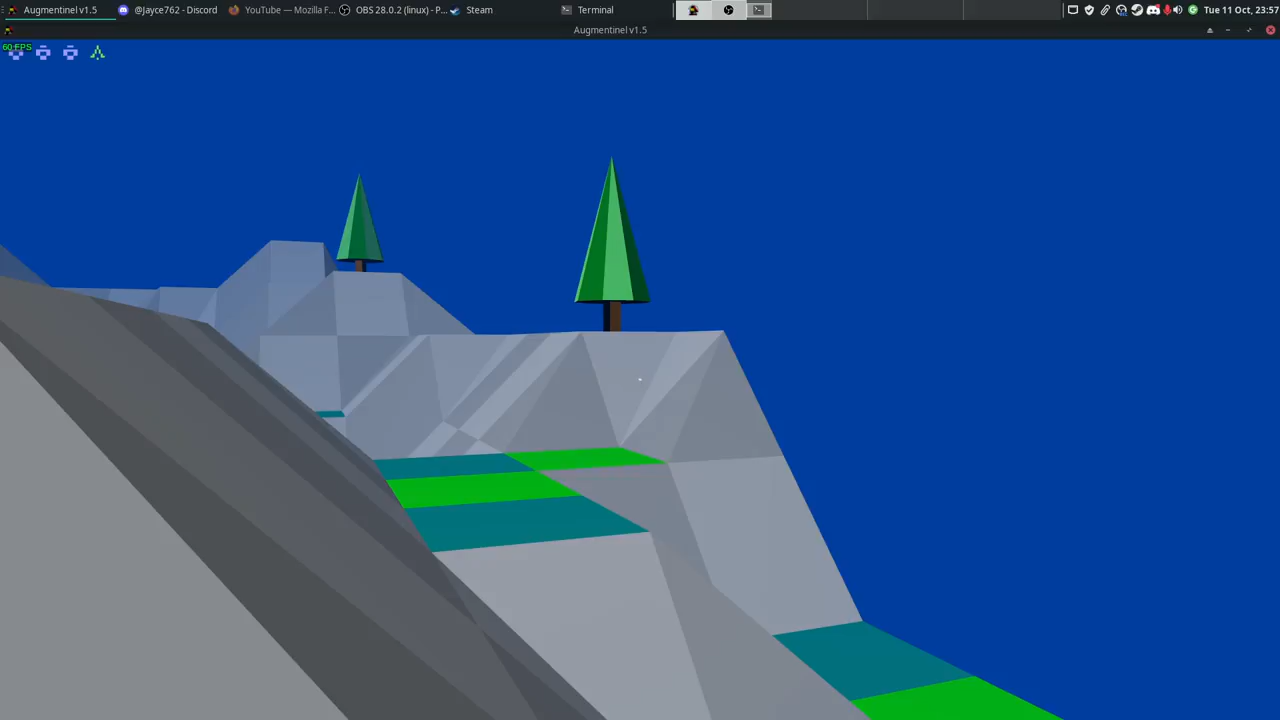 Augmentinel v1.5 @Jayce762 - Discord YouTube — Mozilla F... OBS 28.0.2 (linux) - P... Steam Terminal Tue 11 Oct, 23:57
Augmentinel v1.5
60 FPS